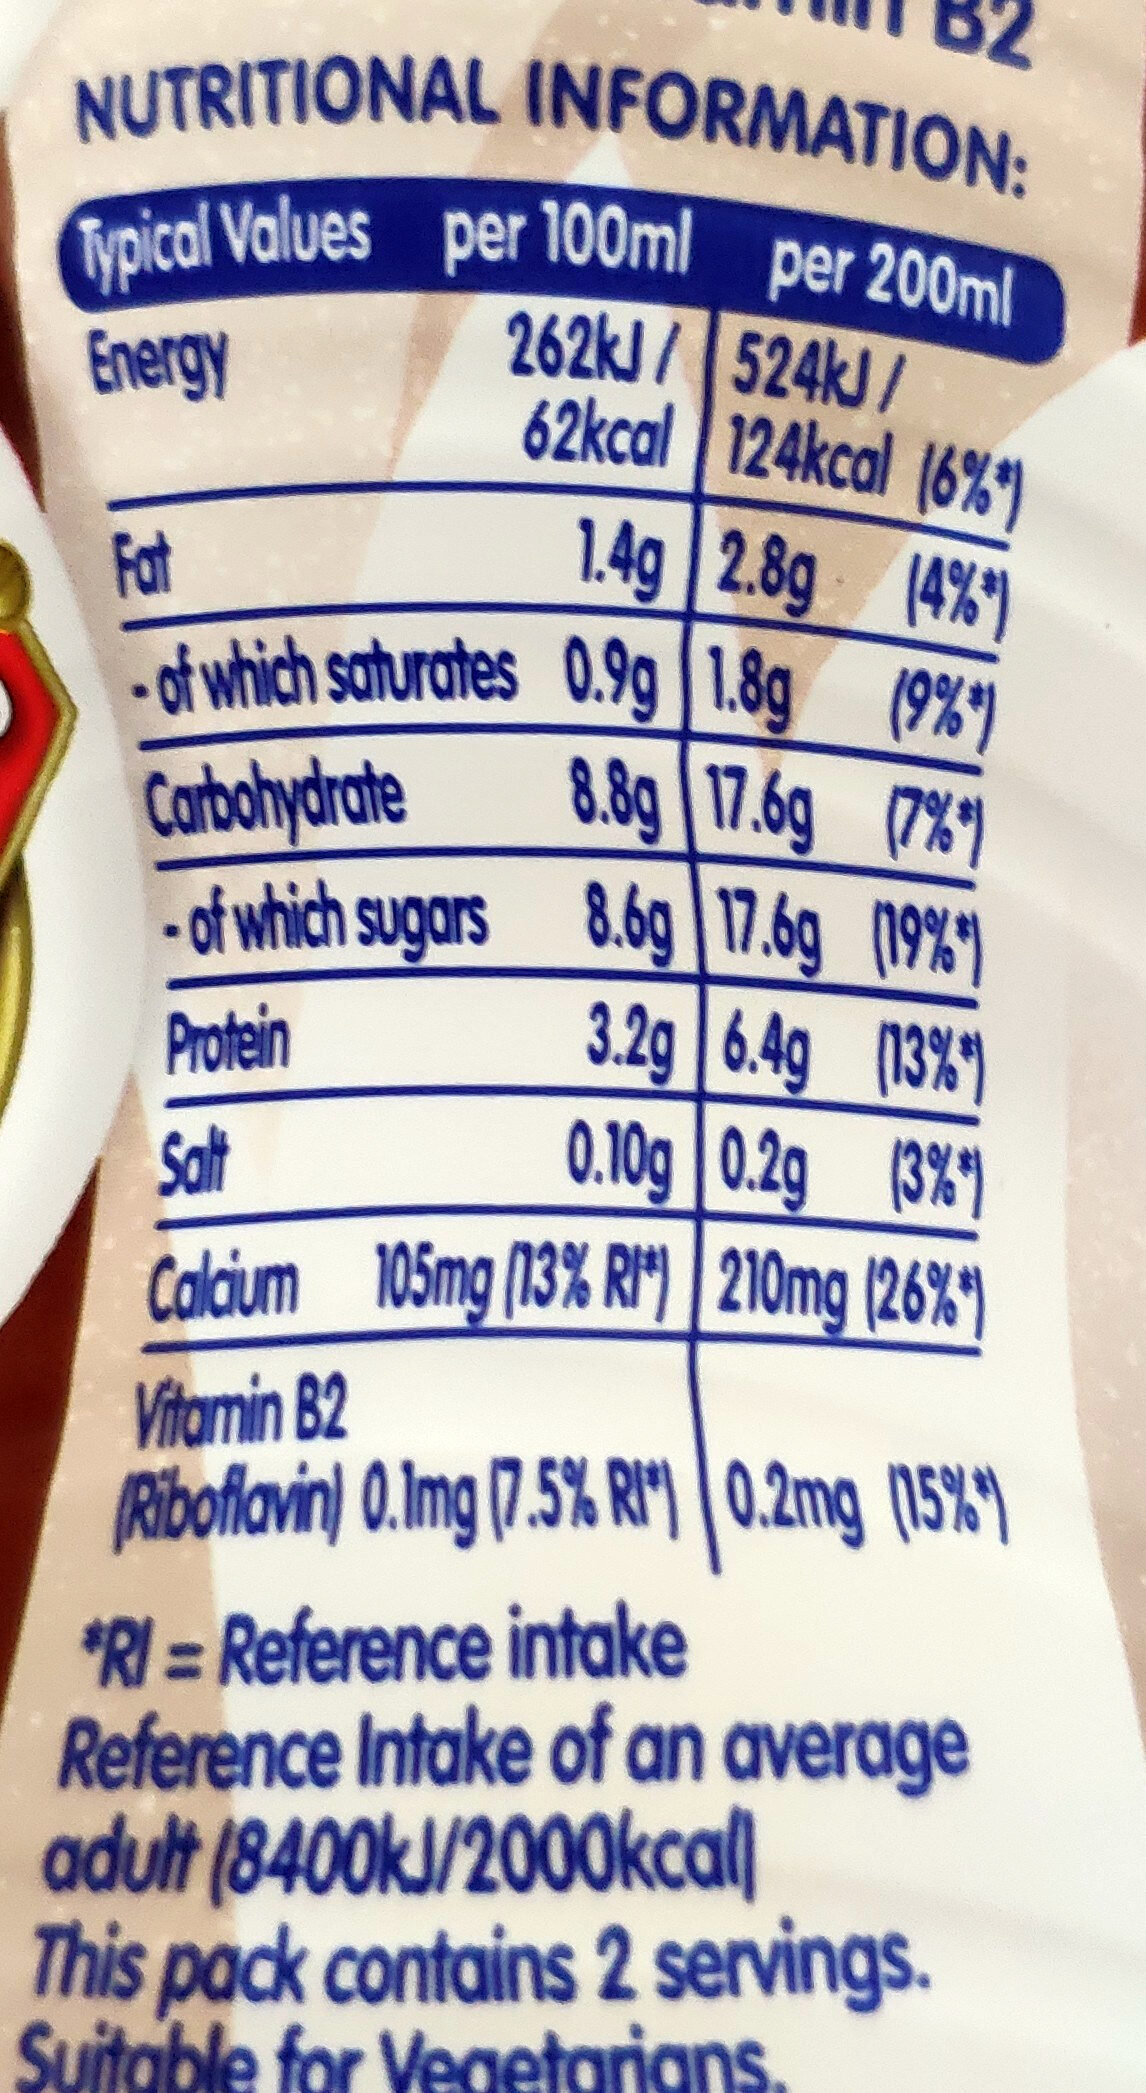 B2
NUTRITIONAL INFORMATION:
Typical Values per 100ml per 200ml
Energy 262kJ / 524kJ /
62kcal 124kcal (6%*)
Fat 1.4g 2.8g (4%*)
- of which saturates 0.9g 1.8g (9%*)
Carbohydrate 8.8g 17.6g (7%*)
- of which sugars 8.6g 17.6g (19%*)
Protein 3.2g 6.4g (13%*)
Salt 0.10g 0.2g (3%*)
Calcium 105mg (13% RI*) 210mg (26%*)
Vitamin B2
(Riboflavin) 0.1mg (7.5% RI*) 0.2mg (15%*)
*RI = Reference intake
Reference Intake of an average
adult (8400kJ/2000kcal)
This pack contains 2 servings.
Suitable for Vegetarians.